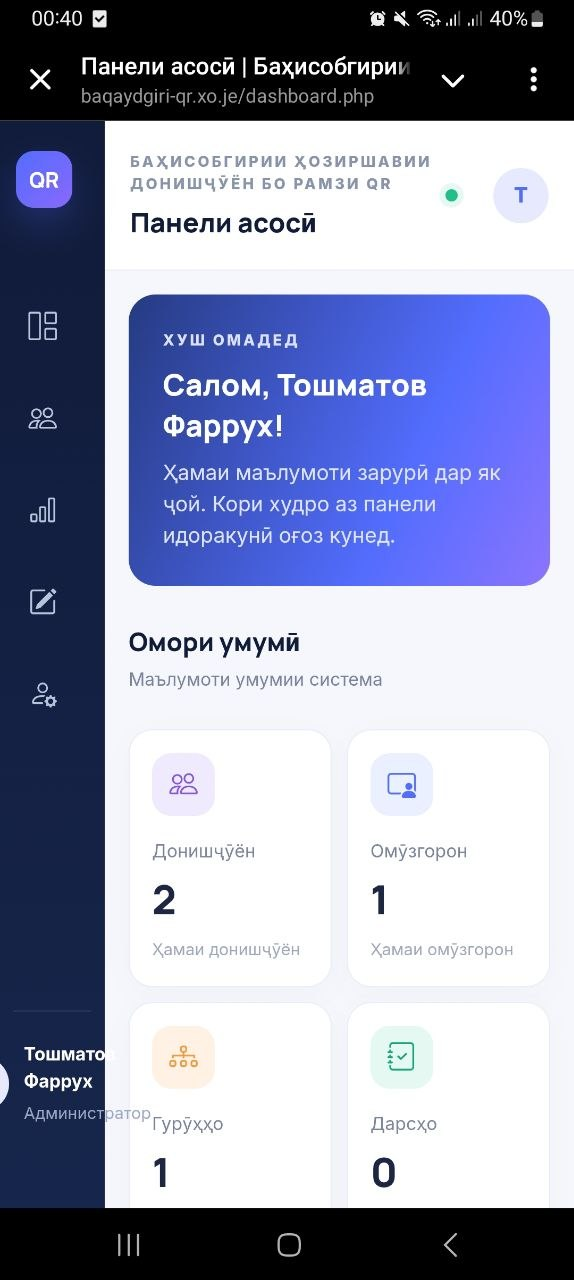 00:40
40%
Панели асосӣ | Баҳисобгирии
baqaydgiri-qr.xo.je/dashboard.php
QR
БАҲИСОБГИРИИ ҲОЗИРШАВИИ
ДОНИШҶӮЁН БО РАМЗИ QR
Панели асосӣ
T
ХУШ ОМАДЕД
Салом, Тошматов
Фаррух!
Ҳамаи маълумоти зарурӣ дар як
ҷой. Кори худро аз панели
идоракунӣ оғоз кунед.
Омори умумӣ
Маълумоти умумии система
Донишҷӯён
2
Ҳамаи донишҷӯён
Омӯзгорон
1
Ҳамаи омӯзгорон
Тошматов
Фаррух
Администратор
Гурӯҳҳо
1
Дарсҳо
0